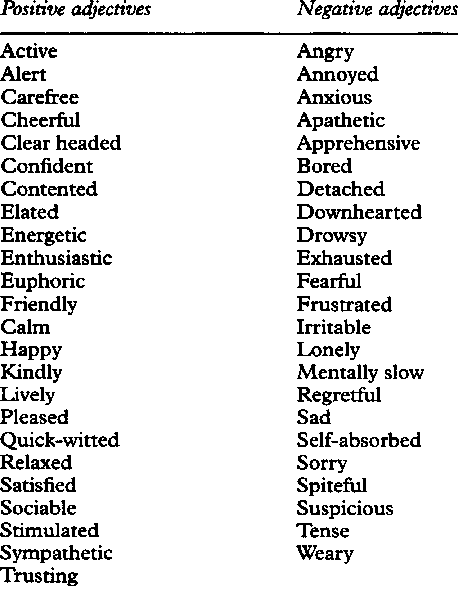 Positive adjectives Negative adjectives
Active Angry
Alert Annoyed
Carefree Anxious
Cheerful Apathetic
Clear headed Apprehensive
Confident Bored
Contented Detached
Elated Downhearted
Energetic Drowsy
Enthusiastic Exhausted
Euphoric Fearful
Friendly Frustrated
Calm Irritable
Happy Lonely
Kindly Mentally slow
Lively Regretful
Pleased Sad
Quick-witted Self-absorbed
Relaxed Sorry
Satisfied Spiteful
Sociable Suspicious
Stimulated Tense
Sympathetic Weary
Trusting